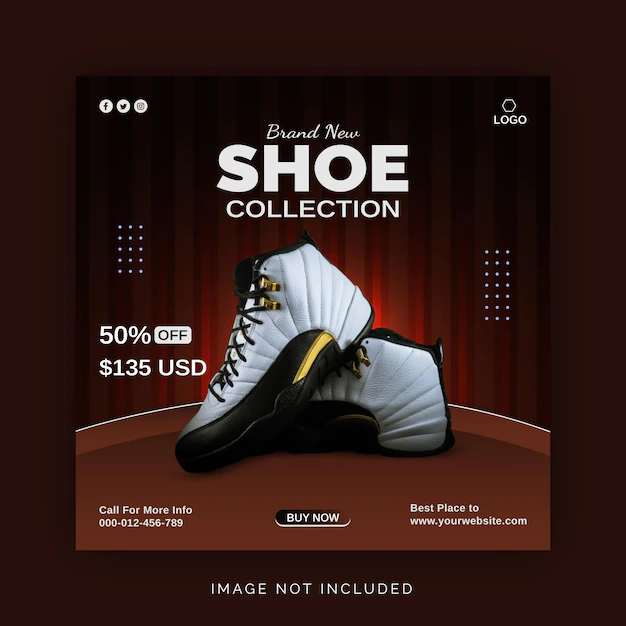 LOGO
Brand New
SHOE
COLLECTION
50% OFF
$135 USD
Call For More Info
000-012-456-789
BUY NOW
Best Place to
www.yourwebsite.com
IMAGE NOT INCLUDED